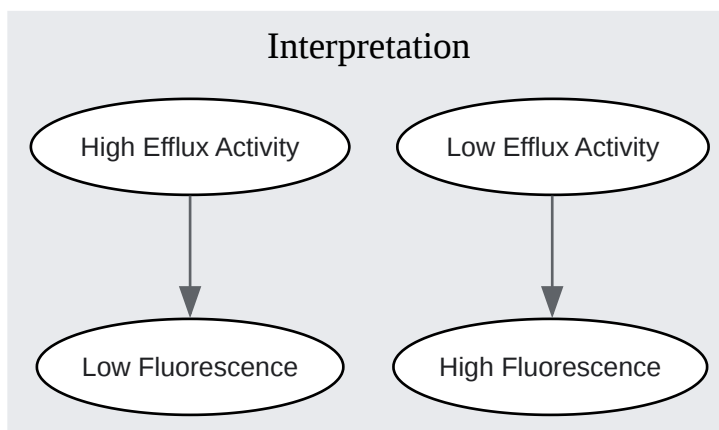 Interpretation
High Efflux Activity
Low Efflux Activity
Low Fluorescence
High Fluorescence